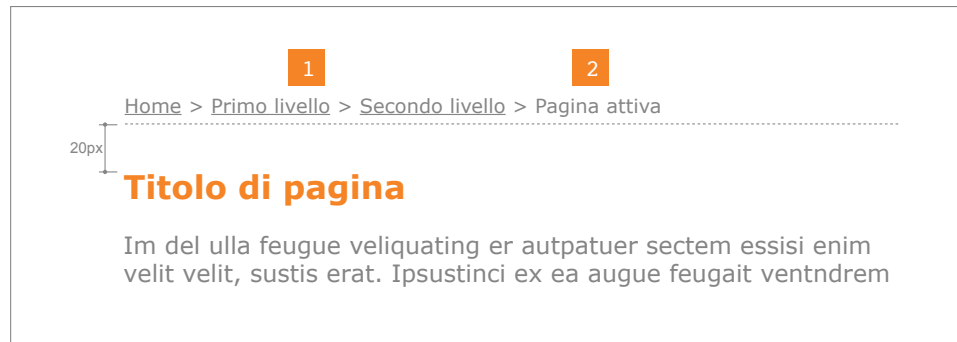 1 2
Home > Primo livello > Secondo livello > Pagina attiva
20px
Titolo di pagina
Im del ulla feugue veliquating er autpatuer sectem essisi enim
velit velit, sustis erat. Ipsustinci ex ea augue feugait ventndrem